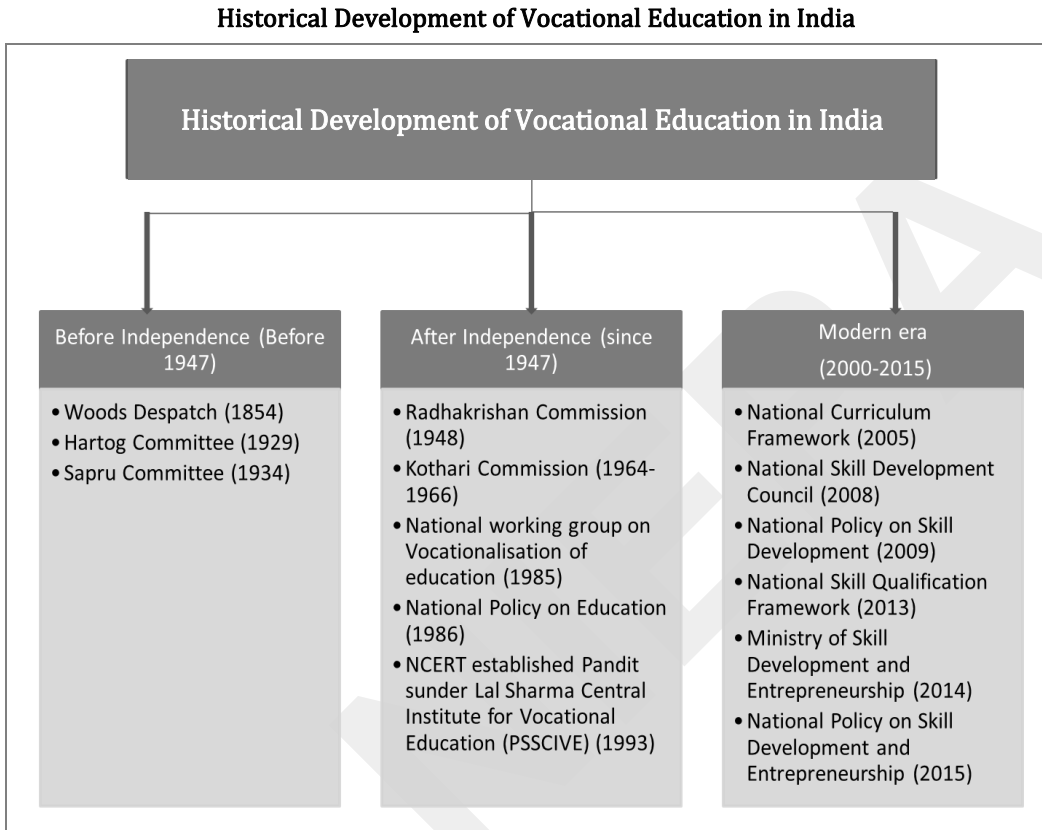 Historical Development of Vocational Education in India
Historical Development of Vocational Education in India
Before Independence (Before
1947)
• Woods Despatch (1854)
• Hartog Committee (1929)
• Sapru Committee (1934)
After Independence (since
1947)
• Radhakrishan Commission
(1948)
• Kothari Commission (1964-
1966)
• National working group on
Vocationalisation of
education (1985)
• National Policy on Education
(1986)
• NCERT established Pandit
sunder Lal Sharma Central
Institute for Vocational
Education (PSSCIVE) (1993)
Modern era
(2000-2015)
• National Curriculum
Framework (2005)
• National Skill Development
Council (2008)
• National Policy on Skill
Development (2009)
• National Skill Qualification
Framework (2013)
• Ministry of Skill
Development and
Entrepreneurship (2014)
• National Policy on Skill
Development and
Entrepreneurship (2015)